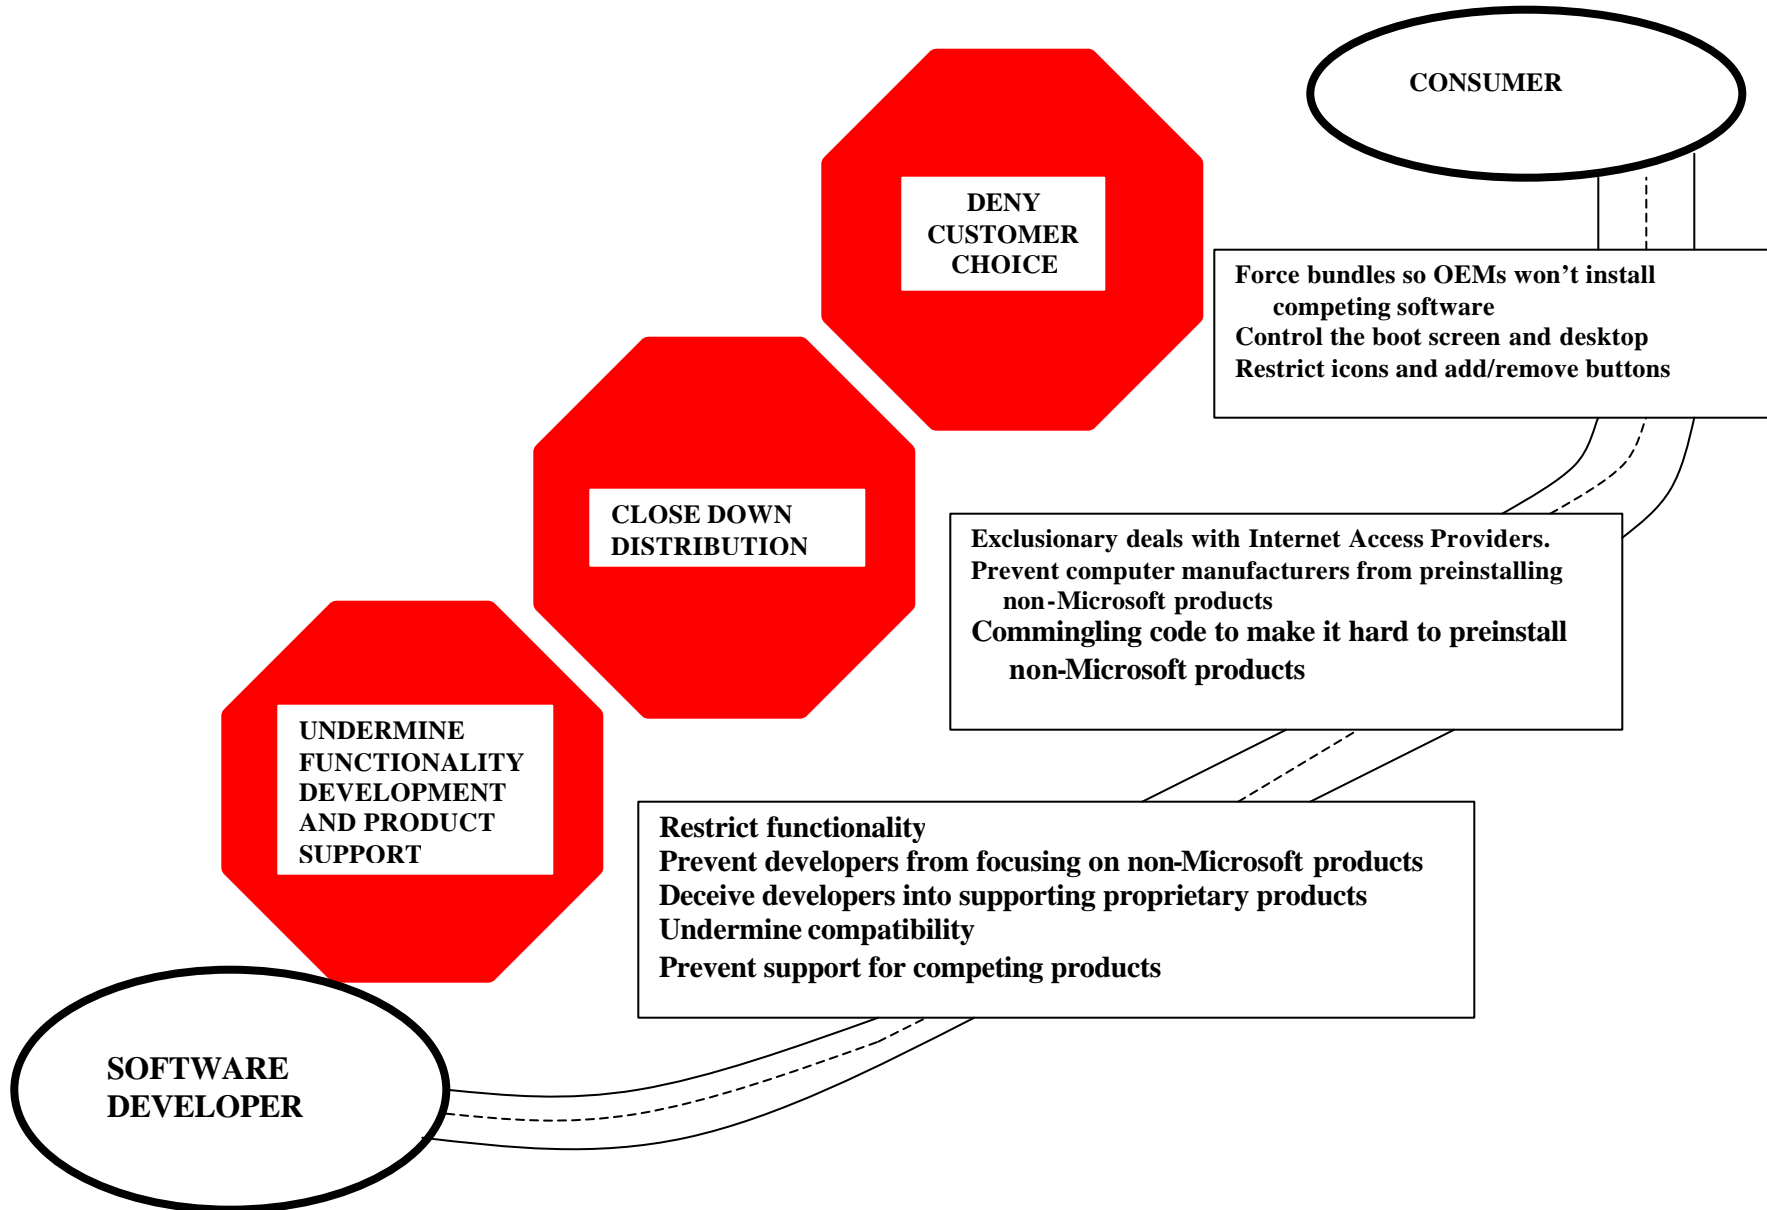 CONSUMER
DENY
CUSTOMER
CHOICE
Force bundles so OEMs won’t install
competing software
Control the boot screen and desktop
Restrict icons and add/remove buttons
CLOSE DOWN
DISTRIBUTION
Exclusionary deals with Internet Access Providers.
Prevent computer manufacturers from preinstalling
non-Microsoft products
Commingling code to make it hard to preinstall
non-Microsoft products
UNDERMINE
FUNCTIONALITY
DEVELOPMENT
AND PRODUCT
SUPPORT
Restrict functionality
Prevent developers from focusing on non-Microsoft products
Deceive developers into supporting proprietary products
Undermine compatibility
Prevent support for competing products
SOFTWARE
DEVELOPER